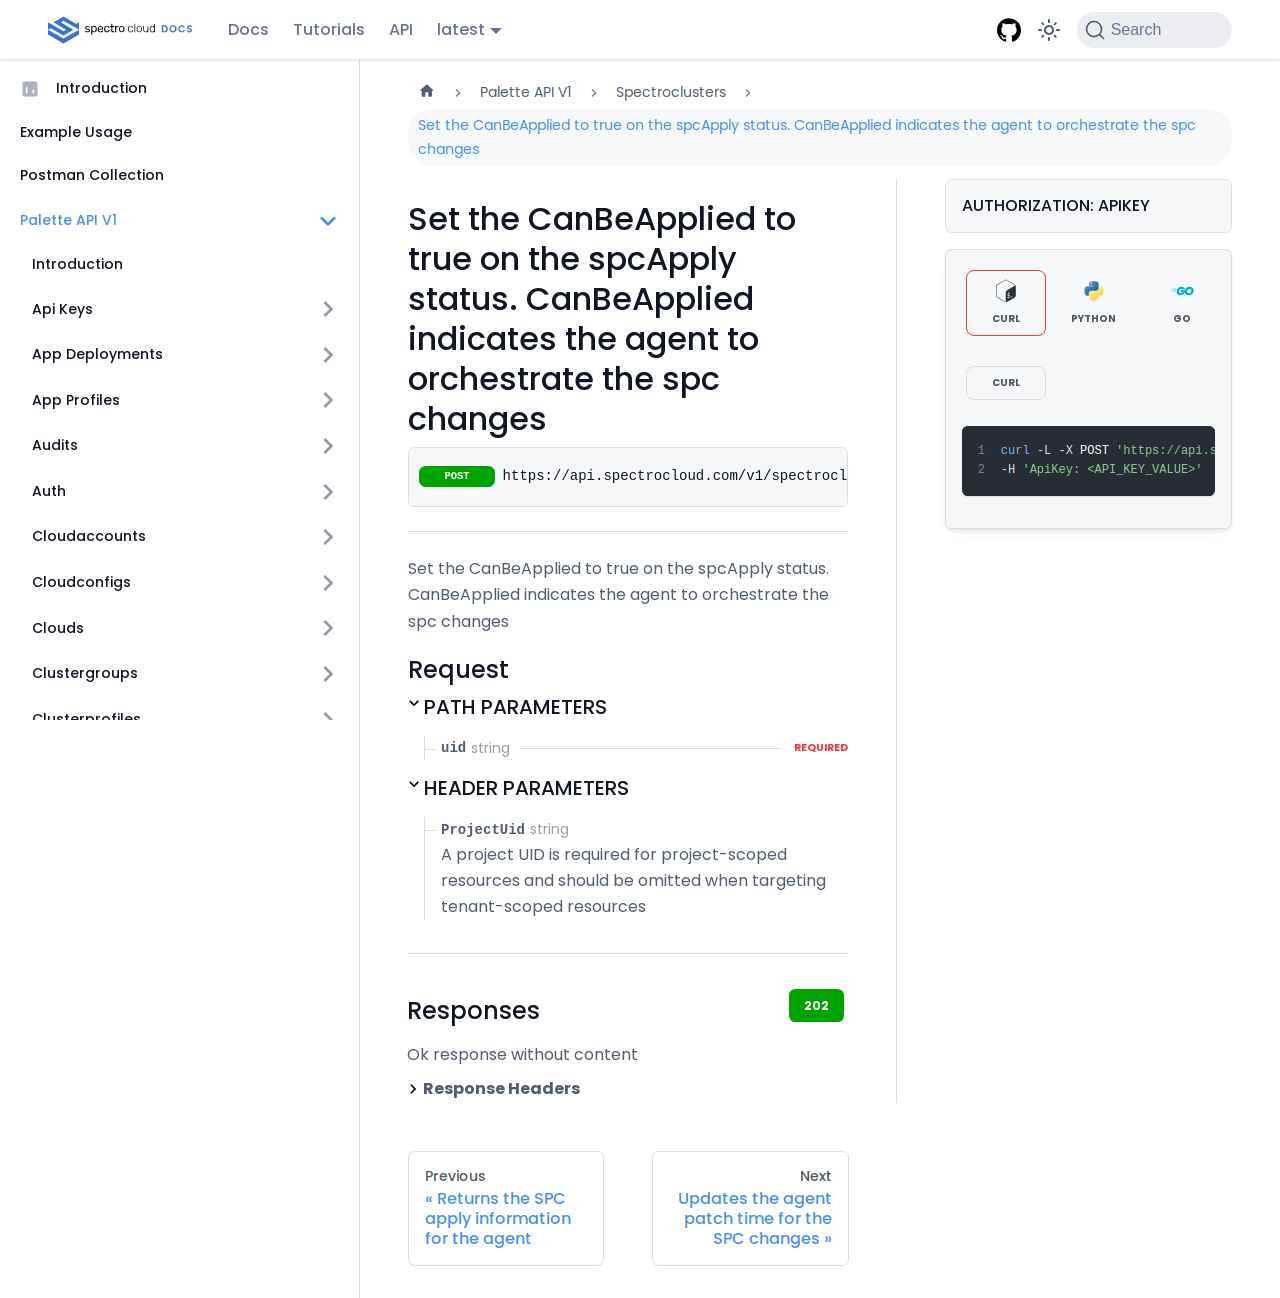 spectro cloud DOCS
Docs Tutorials API latest Search
Introduction
Example Usage
Postman Collection
Palette API V1
Introduction
Api Keys
App Deployments
App Profiles
Audits
Auth
Cloudaccounts
Cloudconfigs
Clouds
Clustergroups
Clusterprofiles
Palette API V1 Spectroclusters
Set the CanBeApplied to true on the spcApply status. CanBeApplied indicates the agent to orchestrate the spc
changes
Set the CanBeApplied to
true on the spcApply
status. CanBeApplied
indicates the agent to
orchestrate the spc
changes
POST https://api.spectrocloud.com/v1/spectrocl
Set the CanBeApplied to true on the spcApply status.
CanBeApplied indicates the agent to orchestrate the
spc changes
Request
PATH PARAMETERS
uid string REQUIRED
HEADER PARAMETERS
ProjectUid string
A project UID is required for project-scoped
resources and should be omitted when targeting
tenant-scoped resources
Responses 202
Ok response without content
Response Headers
Previous
« Returns the SPC
apply information
for the agent
Next
Updates the agent
patch time for the
SPC changes »
AUTHORIZATION: APIKEY
CURL PYTHON GO
CURL
1 curl -L -X POST 'https://api.s
2 -H 'ApiKey: <API_KEY_VALUE>'